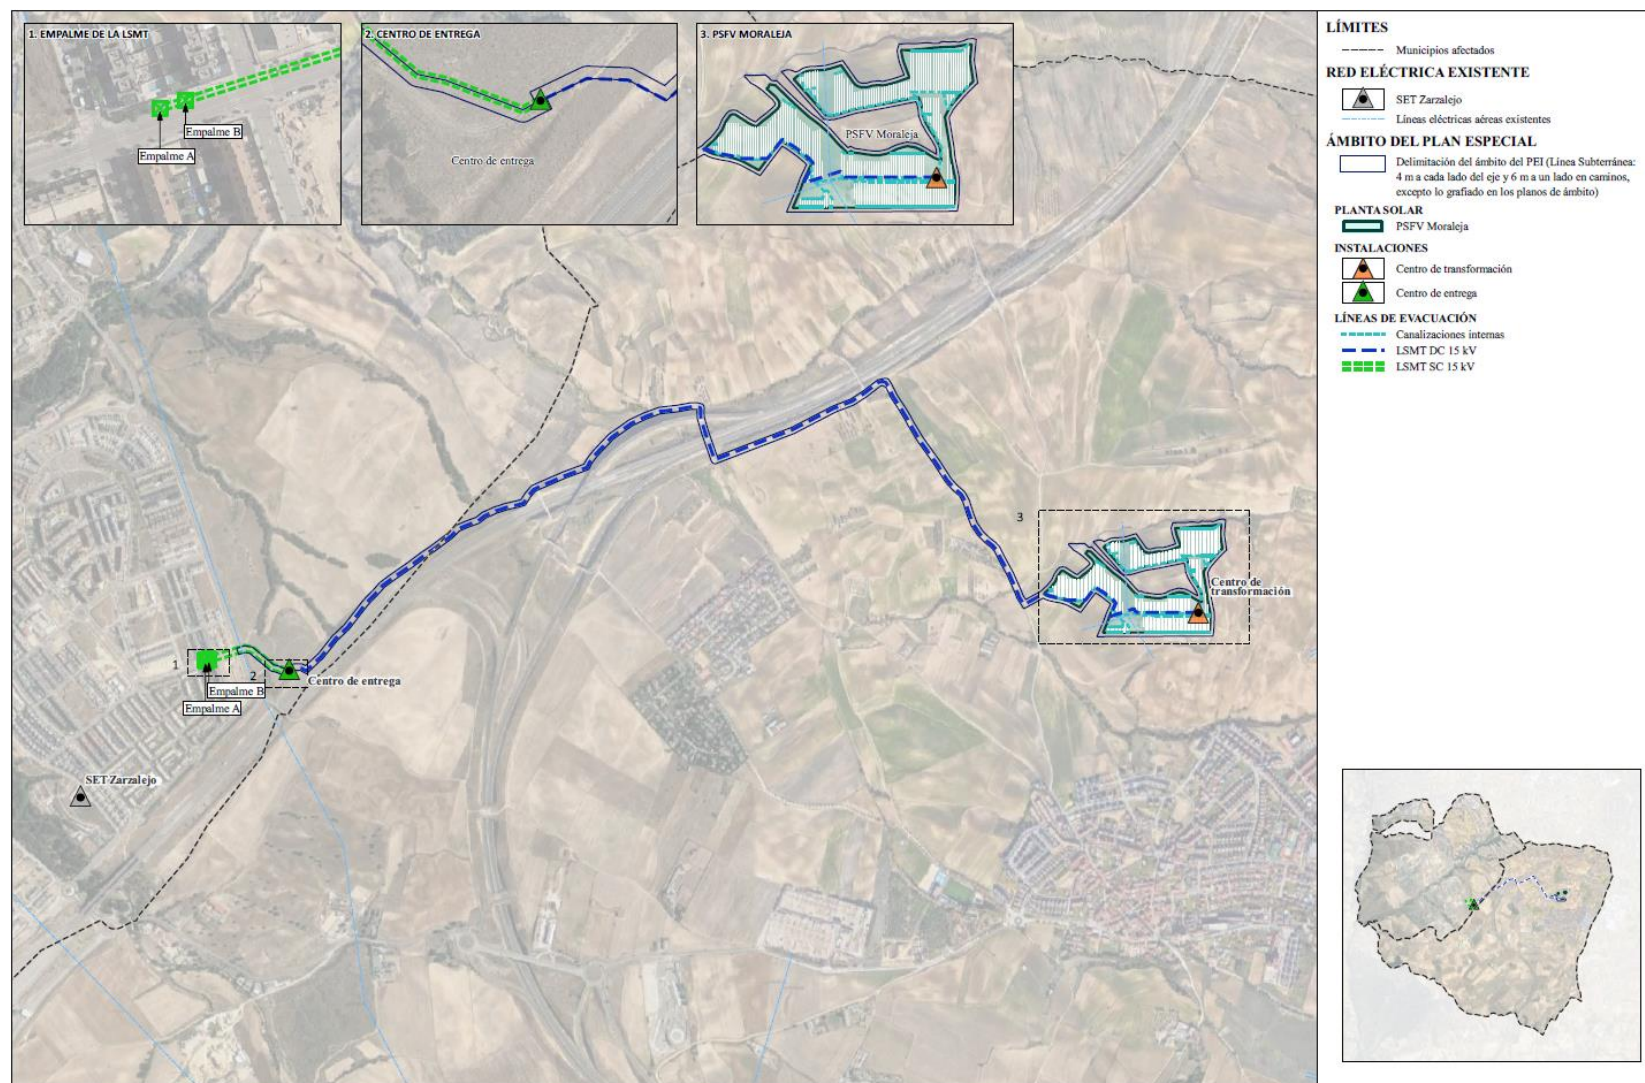 1. EMPALME DE LA LSMT
Empalme B
Empalme A
2. CENTRO DE ENTREGA
Centro de entrega
3. PSFV MORALEJA
PSFV Moraleja
3
Centro de
transformación
1
2
Centro de entrega
Empalme B
Empalme A
SET Zarzalejo
LÍMITES
Municipios afectados
RED ELÉCTRICA EXISTENTE
SET Zarzalejo
Líneas eléctricas aéreas existentes
ÁMBITO DEL PLAN ESPECIAL
Delimitación del ámbito del PEI (Línea Subterránea:
4 m a cada lado del eje y 6 m a un lado en caminos,
excepto lo grafiado en los planos de ámbito)
PLANTA SOLAR
PSFV Moraleja
INSTALACIONES
Centro de transformación
Centro de entrega
LÍNEAS DE EVACUACIÓN
Canalizaciones internas
LSMT DC 15 kV
LSMT SC 15 kV